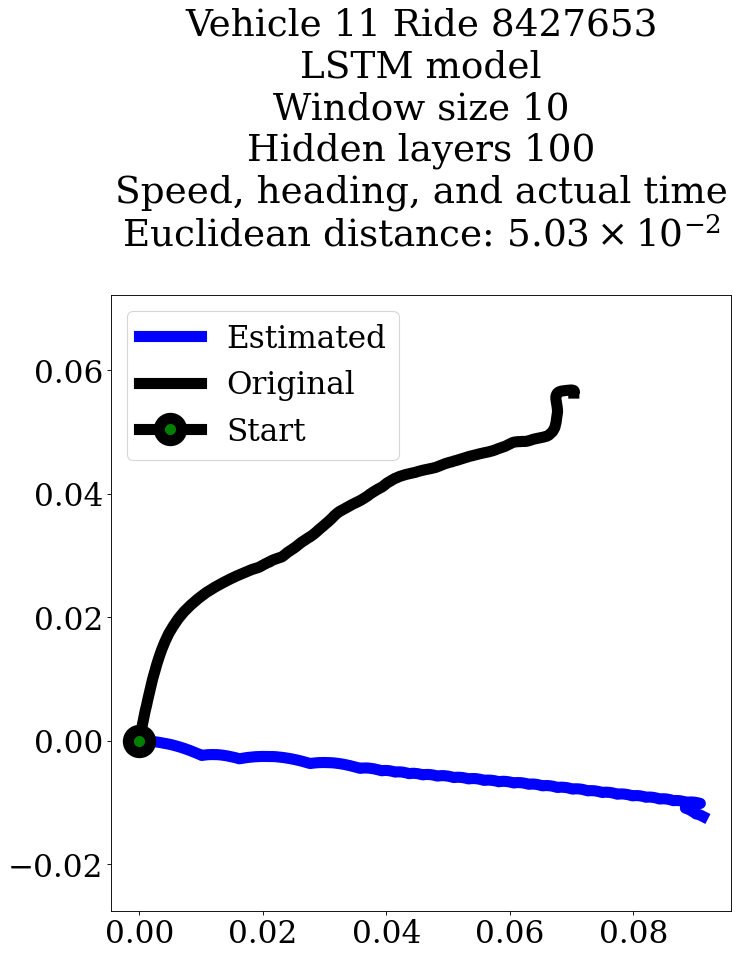 Vehicle 11 Ride 8427653
LSTM model
Window size 10
Hidden layers 100
Speed, heading, and actual time
Euclidean distance: 5.03 × 10⁻²
Estimated
Original
Start
0.06
0.04
0.02
0.00
−0.02
0.00 0.02 0.04 0.06 0.08